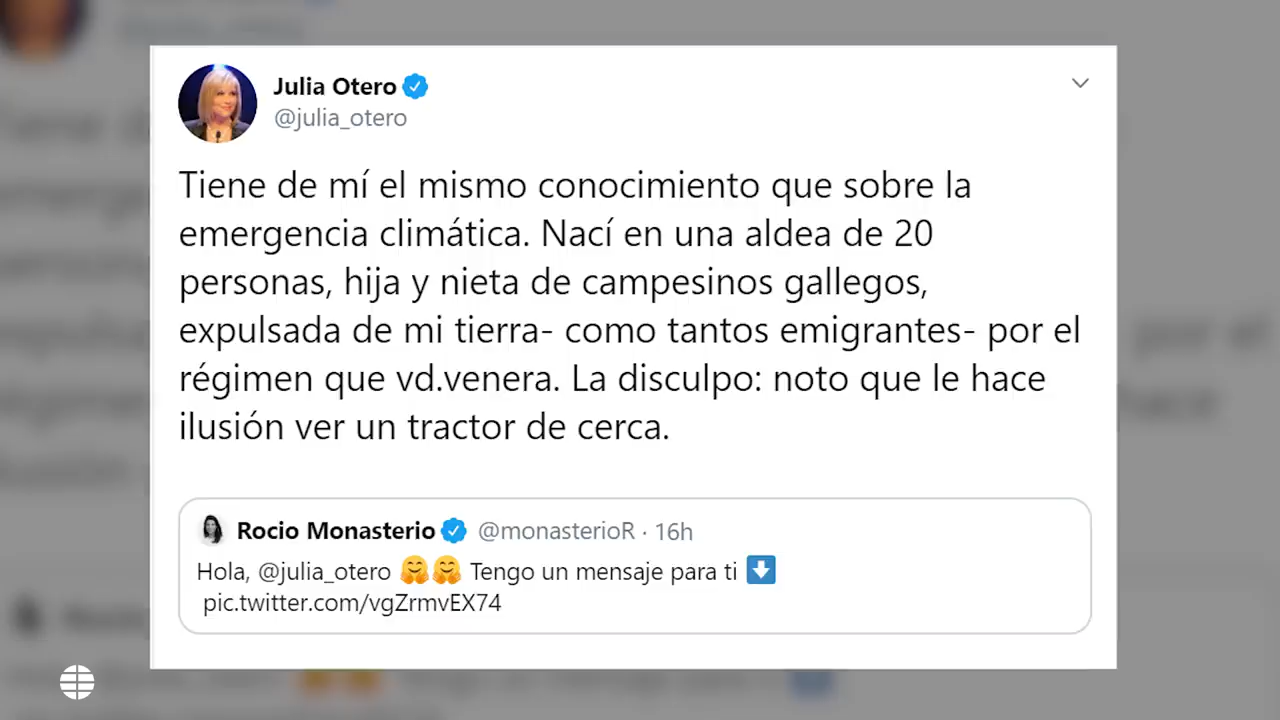 Julia Otero
@julia_otero
Tiene de mí el mismo conocimiento que sobre la
emergencia climática. Nací en una aldea de 20
personas, hija y nieta de campesinos gallegos,
expulsada de mi tierra- como tantos emigrantes- por el
régimen que vd.venera. La disculpo: noto que le hace
ilusión ver un tractor de cerca.
Rocio Monasterio @monasterioR · 16h
Hola, @julia_otero 🤗🤗 Tengo un mensaje para ti ⬇️
pic.twitter.com/vgZrmvEX74